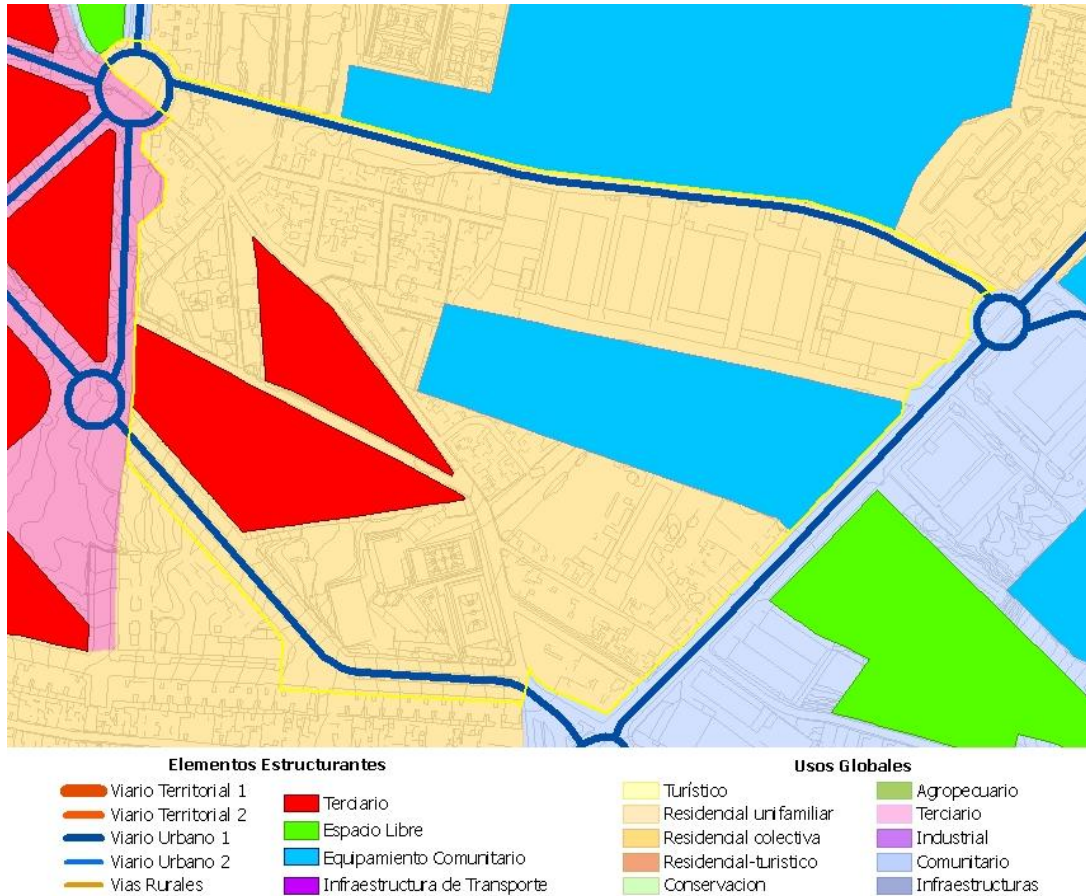 Elementos Estructurantes
Viario Territorial 1
Viario Territorial 2
Viario Urbano 1
Viario Urbano 2
Vias Rurales
Terciario
Espacio Libre
Equipamiento Comunitario
Infraestructura de Transporte
Usos Globales
Turístico
Residencial unifamiliar
Residencial colectiva
Residencial-turistico
Conservacion
Agropecuario
Terciario
Industrial
Comunitario
Infraestructuras